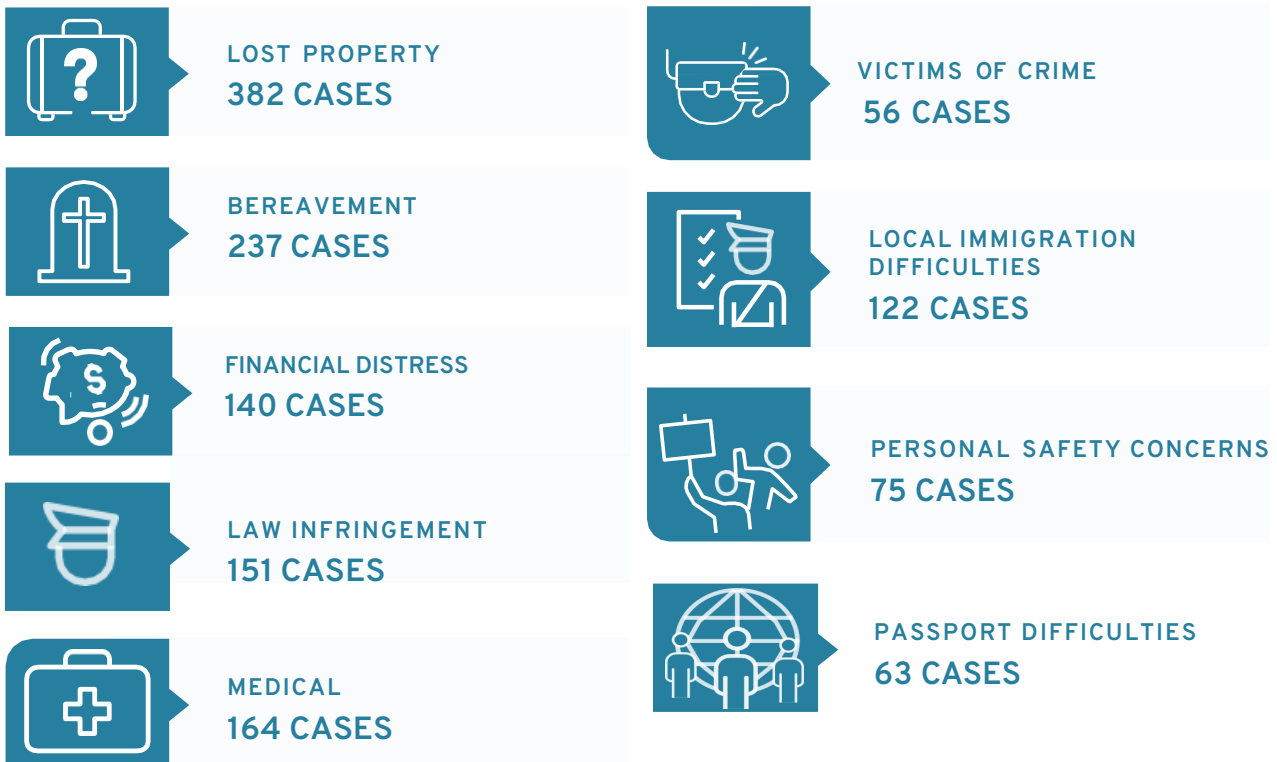 LOST PROPERTY
382 CASES
BEREAVEMENT
237 CASES
FINANCIAL DISTRESS
140 CASES
LAW INFRINGEMENT
151 CASES
MEDICAL
164 CASES
VICTIMS OF CRIME
56 CASES
LOCAL IMMIGRATION
DIFFICULTIES
122 CASES
PERSONAL SAFETY CONCERNS
75 CASES
PASSPORT DIFFICULTIES
63 CASES